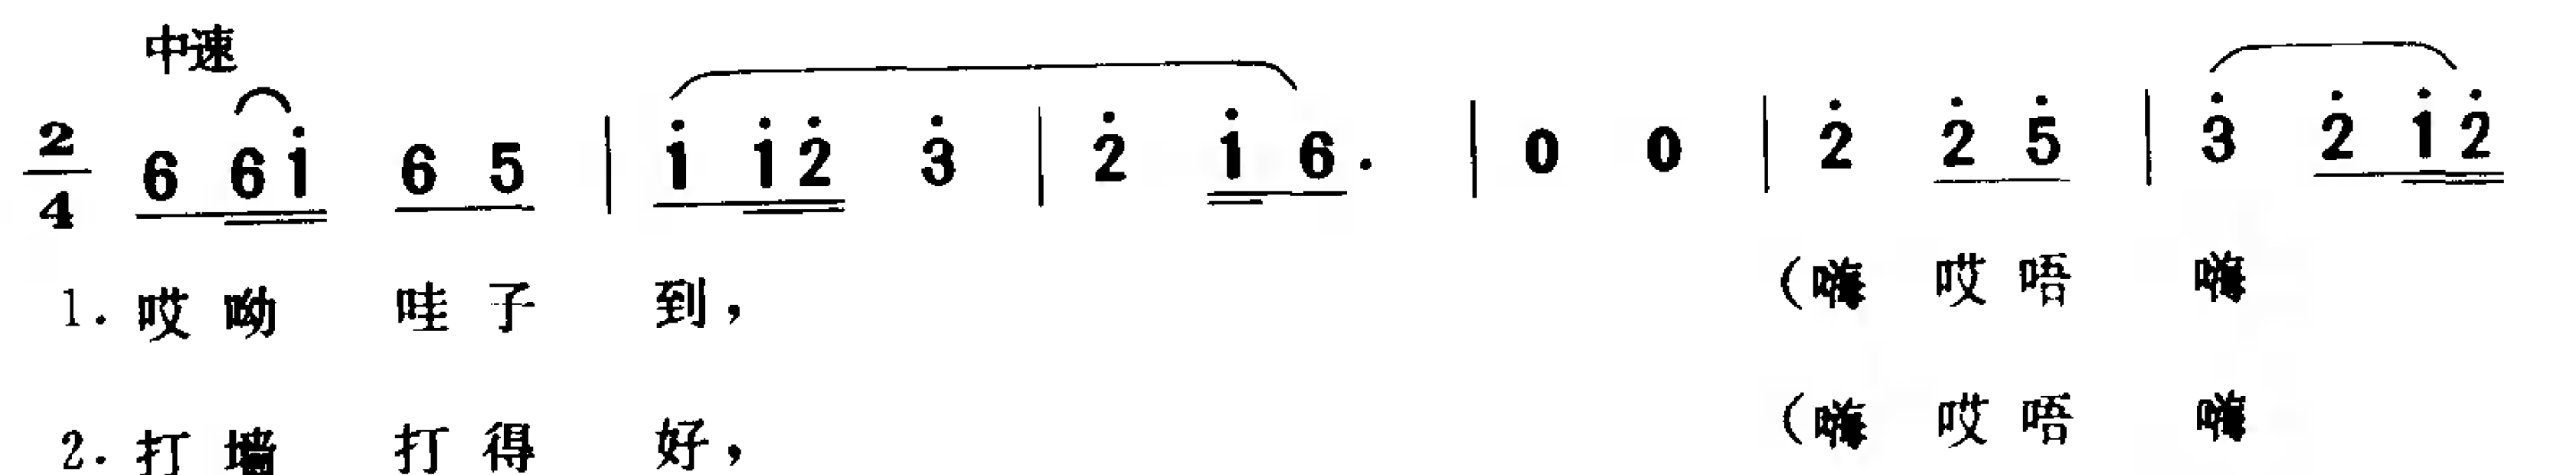 中速
2/4 6 6i̇ 6 5 | i̇ i̇2̇ 3̇ | 2̇ i̇ 6. | 0 0 | 2̇ 2̇ 5̇ | 3̇ 2̇ i̇2̇
1. 哎呦 哇子 到， （嗨 哎唔 嗨
2. 打墙 打得 好， （嗨 哎唔 嗨